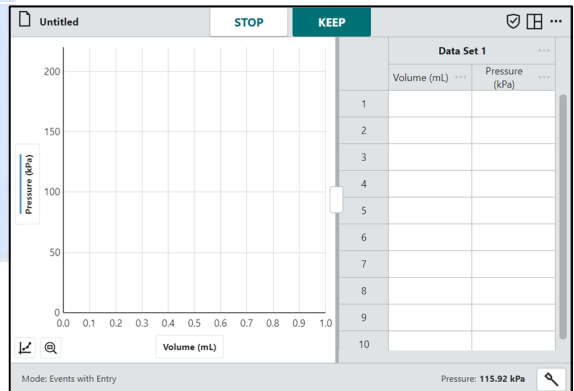 Untitled
STOP
KEEP
Data Set 1
Volume (mL)
Pressure
(kPa)
200
150
100
50
0
Pressure (kPa)
0.0 0.1 0.2 0.3 0.4 0.5 0.6 0.7 0.8 0.9 1.0
Volume (mL)
1
2
3
4
5
6
7
8
9
10
Mode: Events with Entry
Pressure: 115.92 kPa